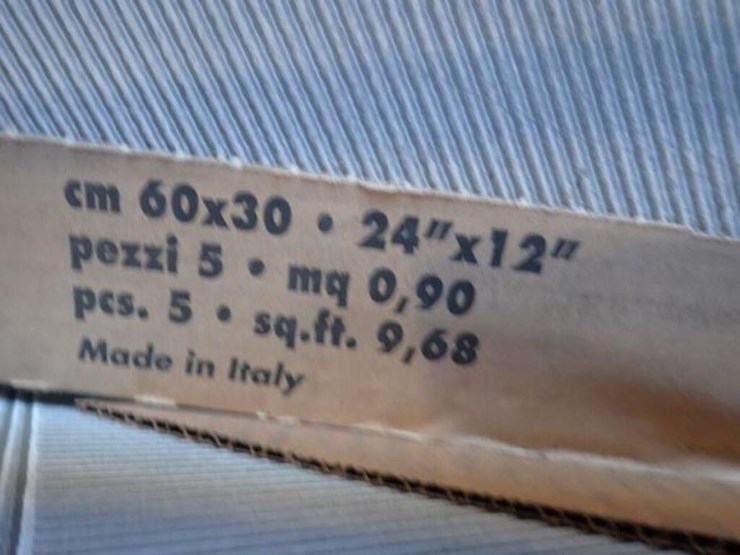 cm 60x30 • 24"x12"
pezzi 5 • mq 0,90
pcs. 5 • sq.ft. 9,68
Made in Italy